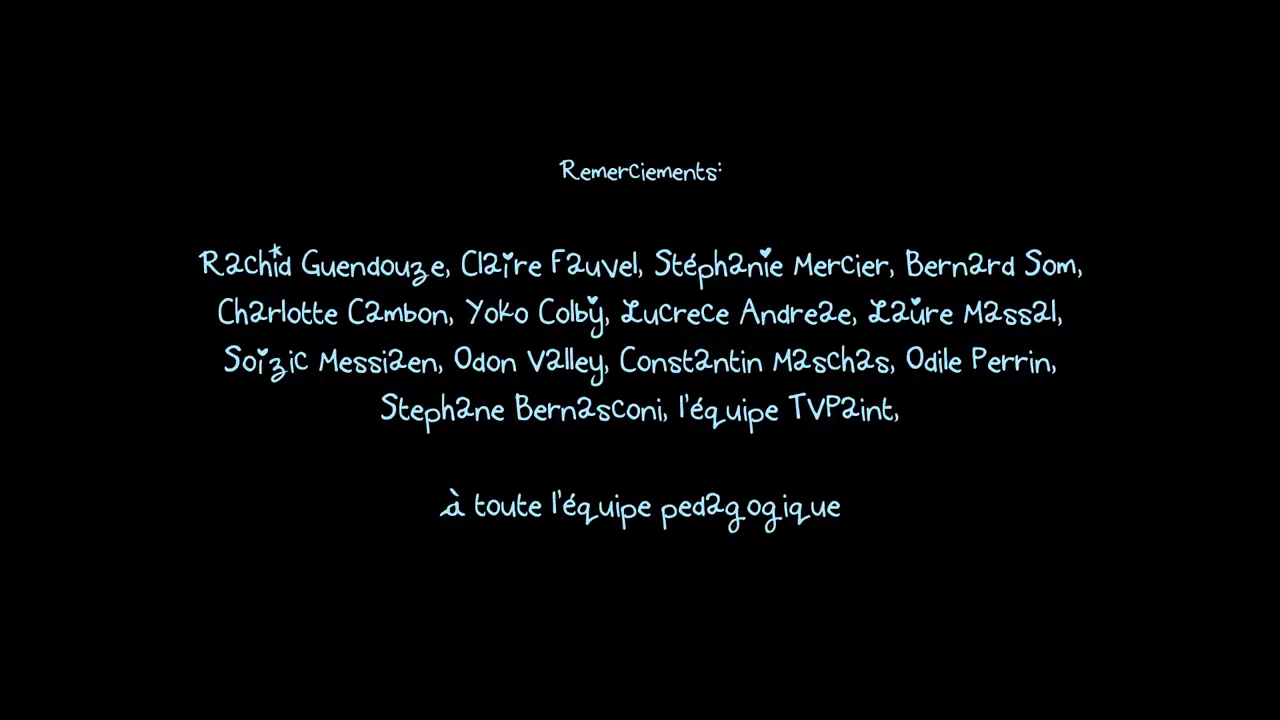 Remerciements:
Rachid Guendouze, Claire Fauvel, Stéphanie Mercier, Bernard Som,
Charlotte Cambon, Yoko Colby, Lucrece Andreae, Laure Massal,
Soizic Messiaen, Odon Valley, Constantin Maschas, Odile Perrin,
Stephane Bernasconi, l'équipe TVPaint,
à toute l'équipe pedagogique